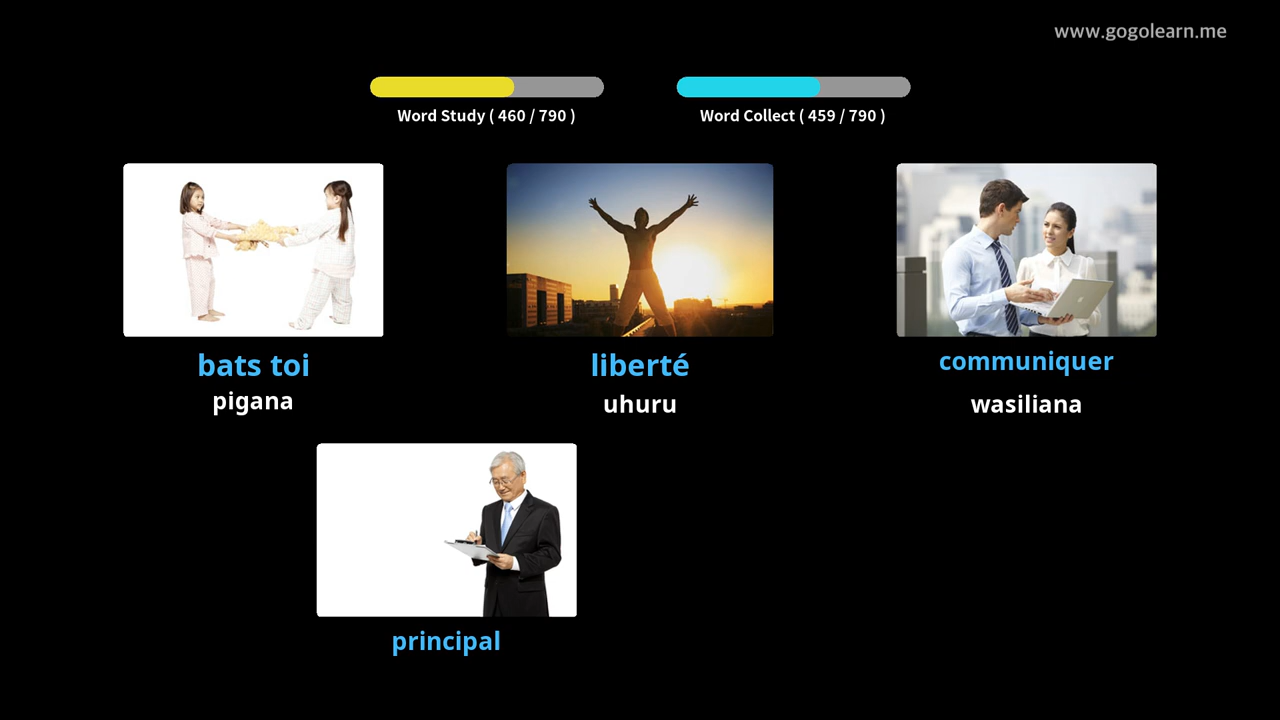 www.gogolearn.me
Word Study ( 460 / 790 )
Word Collect ( 459 / 790 )
bats toi
pigana
liberté
uhuru
communiquer
wasiliana
principal